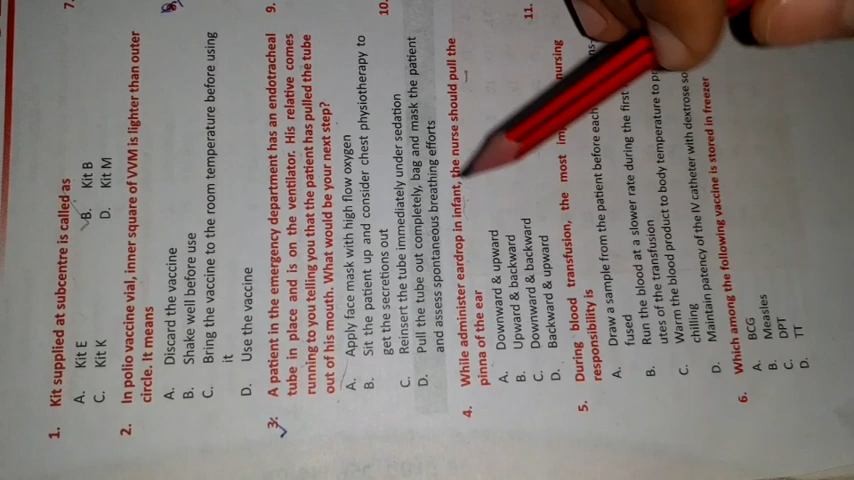 1. Kit supplied at subcentre is called as
A. Kit E
B. Kit B
C. Kit K
D. Kit M
2. In polio vaccine vial, inner square of VVM is lighter than outer
circle. It means
A. Discard the vaccine
B. Shake well before use
C. Bring the vaccine to the room temperature before using
it
D. Use the vaccine
3. A patient in the emergency department has an endotracheal
tube in place and is on the ventilator. His relative comes
running to you telling you that the patient has pulled the tube
out of his mouth. What would be your next step?
A. Apply face mask with high flow oxygen
B. Sit the patient up and consider chest physiotherapy to
get the secretions out
C. Reinsert the tube immediately under sedation
D. Pull the tube out completely, bag and mask the patient
and assess spontaneous breathing efforts
4. While administer eardrop in infant, the nurse should pull the
pinna of the ear
A. Downward & upward
B. Upward & backward
C. Downward & backward
D. Backward & upward
5. During blood transfusion, the most nursing
responsibility is
A. Draw a sample from the patient before each
fused
B. Run the blood at a slower rate during the first
utes of the transfusion
C. Warm the blood product to body temperature to
chilling
D. Maintain patency of the IV catheter with dextrose
6. Which among the following vaccine is stored in freezer
A. BCG
B. Measles
C. DPT
D. TT
7.
9.
10.
11.